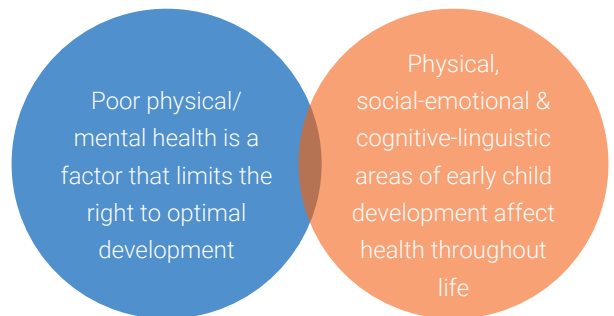 Poor physical/
mental health is a
factor that limits the
right to optimal
development
Physical,
social-emotional &
cognitive-linguistic
areas of early child
development affect
health throughout
life